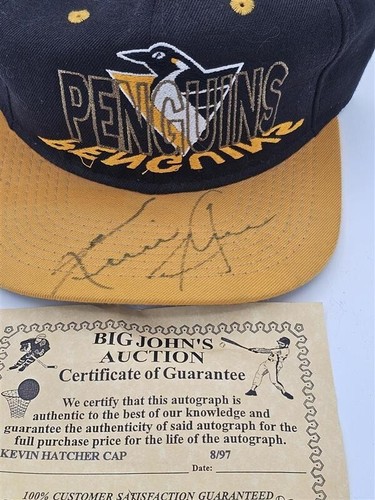 PENGUINS
PENGUINS
BIG JOHN'S
AUCTION
Certificate of Guarantee
We certify that this autograph is
authentic to the best of our knowledge and
guarantee the authenticity of said autograph for the
full purchase price for the life of the autograph.
KEVIN HATCHER CAP 8/97
Date:
100% CUSTOMER SATISFACTION GUARANTEED